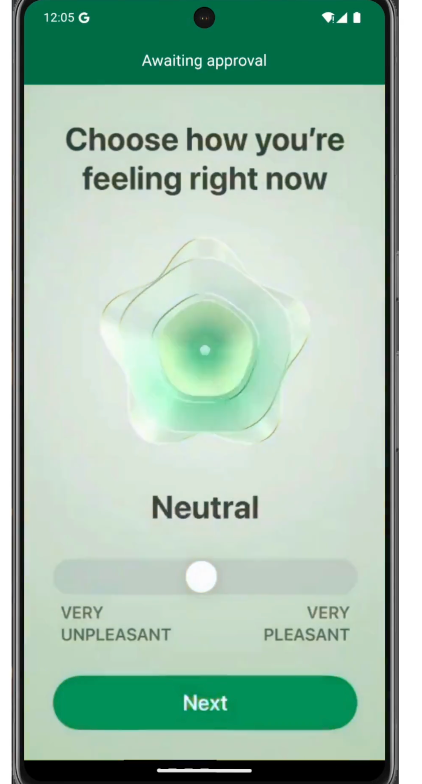 12:05 G
Awaiting approval
Choose how you're
feeling right now
Neutral
VERY
UNPLEASANT
VERY
PLEASANT
Next